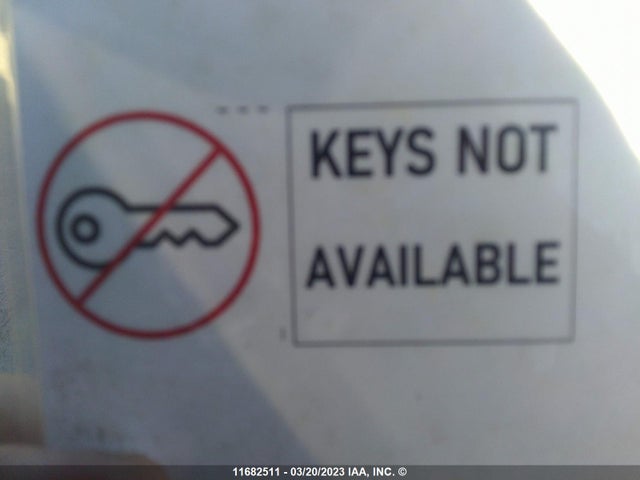 KEYS NOT
AVAILABLE
11682511 - 03/20/2023 IAA, INC. ©